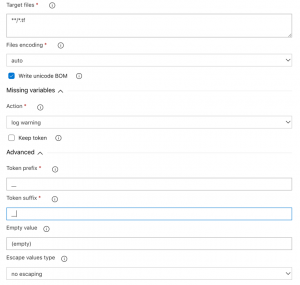 Target files *
**/*.tf
Files encoding *
auto
Write unicode BOM
Missing variables
Action *
log warning
Keep token
Advanced
Token prefix *
__
Token suffix *
__
Empty value
(empty)
Escape values type
no escaping